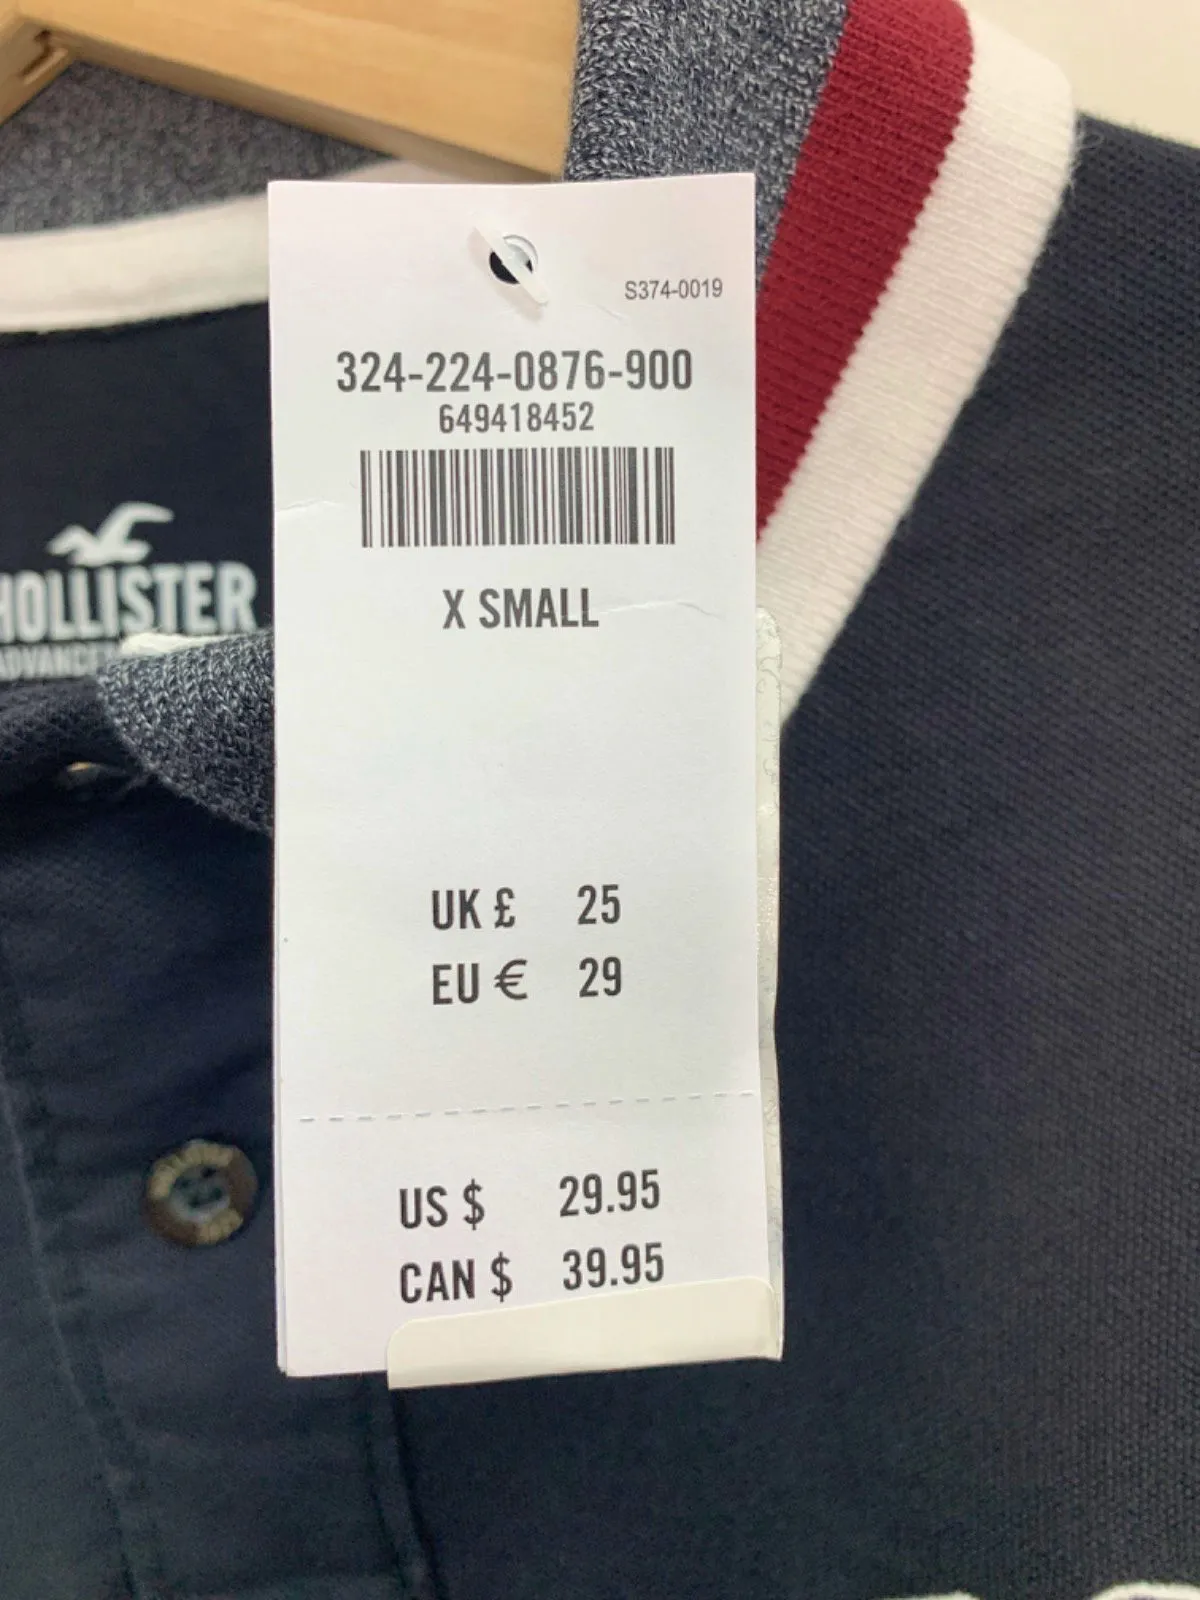 S374-0019
324-224-0876-900
649418452
X SMALL
HOLLISTER
UK £ 25
EU € 29
US $ 29.95
CAN $ 39.95